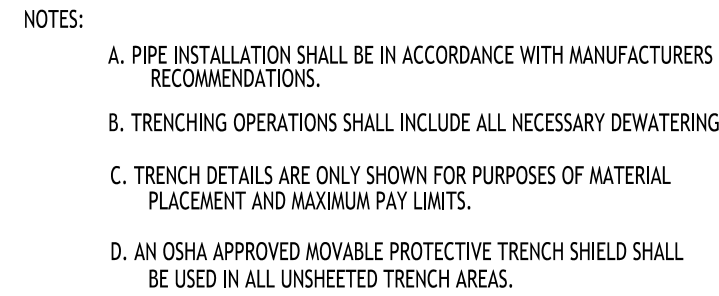 NOTES:
A. PIPE INSTALLATION SHALL BE IN ACCORDANCE WITH MANUFACTURERS
RECOMMENDATIONS.
B. TRENCHING OPERATIONS SHALL INCLUDE ALL NECESSARY DEWATERING
C. TRENCH DETAILS ARE ONLY SHOWN FOR PURPOSES OF MATERIAL
PLACEMENT AND MAXIMUM PAY LIMITS.
D. AN OSHA APPROVED MOVABLE PROTECTIVE TRENCH SHIELD SHALL
BE USED IN ALL UNSHEETED TRENCH AREAS.